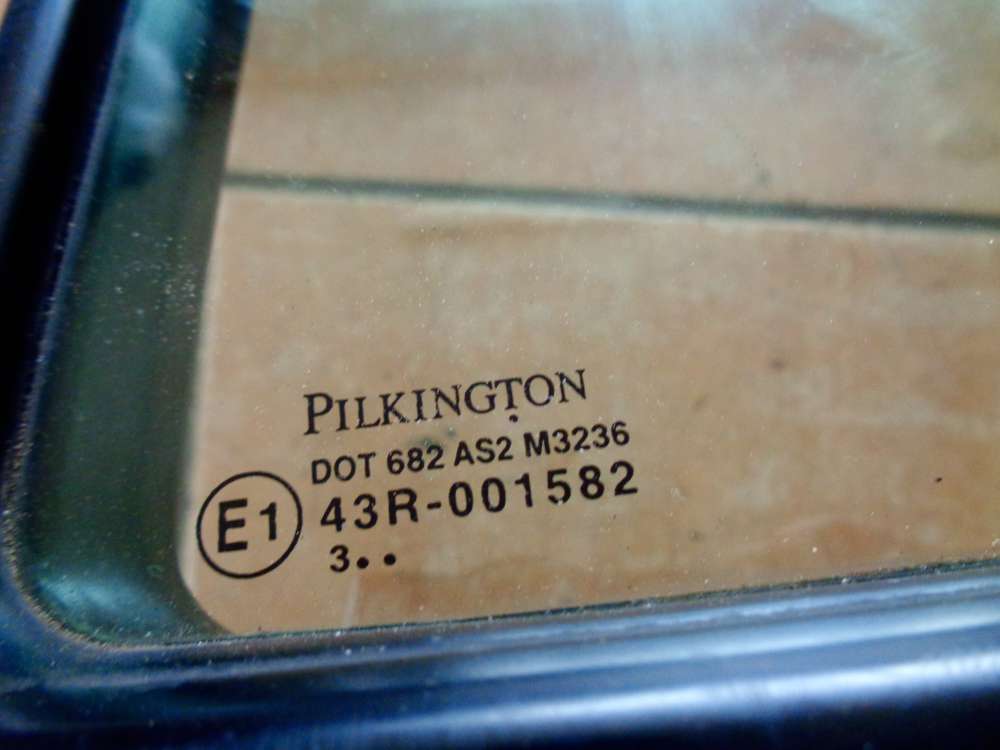 PILKINGTON
DOT 682 AS2 M3236
E1 43R-001582
3••